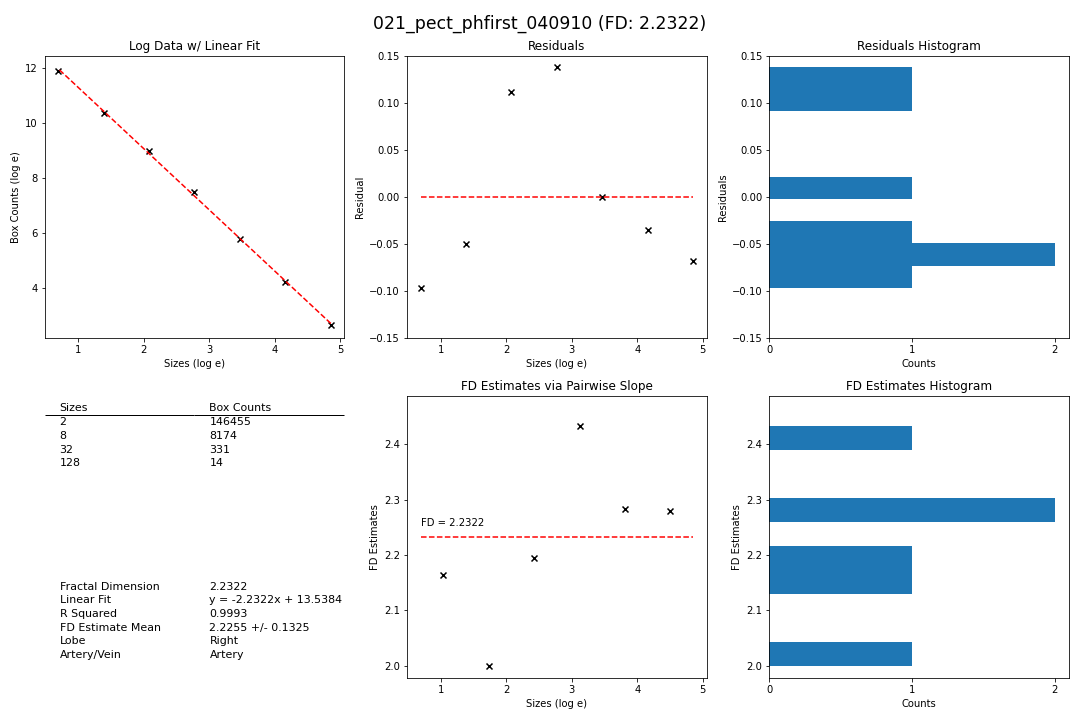 021_pect_phfirst_040910 (FD: 2.2322)
Log Data w/ Linear Fit
12
10
8
6
4
Box Counts (log e)
1 2 3 4 5
Sizes (log e)
Residuals
0.15
0.10
0.05
0.00
−0.05
−0.10
−0.15
Residual
1 2 3 4 5
Sizes (log e)
Residuals Histogram
0.15
0.10
0.05
0.00
−0.05
−0.10
−0.15
Residuals
0 1 2
Counts
Sizes Box Counts
2 146455
8 8174
32 331
128 14
Fractal Dimension 2.2322
Linear Fit y = -2.2322x + 13.5384
R Squared 0.9993
FD Estimate Mean 2.2255 +/- 0.1325
Lobe Right
Artery/Vein Artery
FD Estimates via Pairwise Slope
2.4
2.3
2.2
2.1
2.0
FD Estimates
FD = 2.2322
1 2 3 4 5
Sizes (log e)
FD Estimates Histogram
2.4
2.3
2.2
2.1
2.0
FD Estimates
0 1 2
Counts